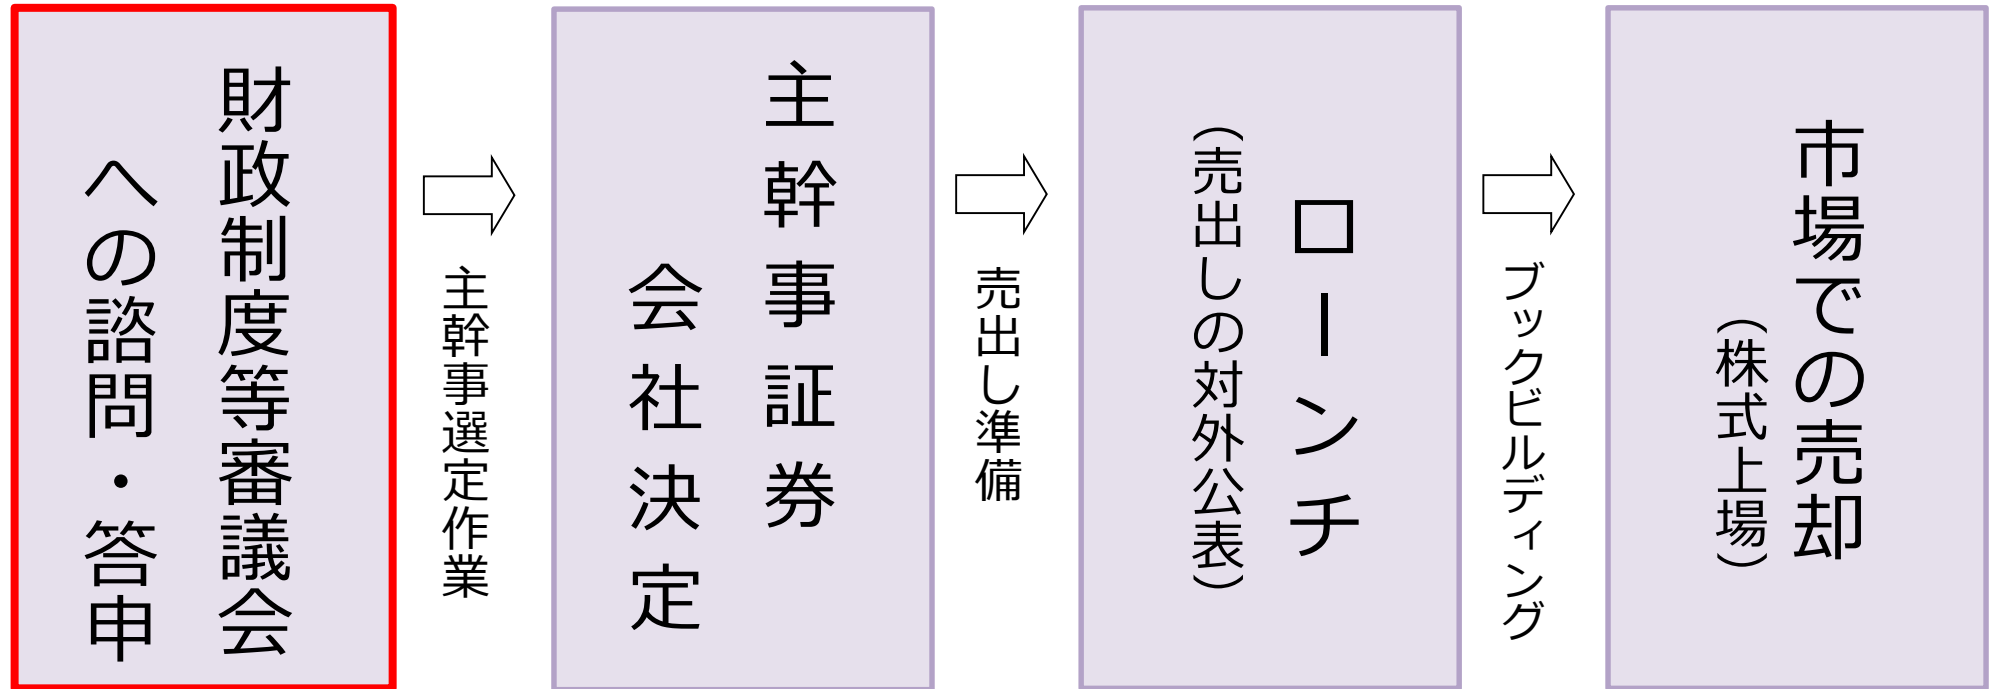 財政制度等審議会
への諮問・答申
主幹事選定作業
主幹事証券
会社決定
売出し準備
ローンチ
（売出しの対外公表）
ブックビルディング
市場での売却
（株式上場）